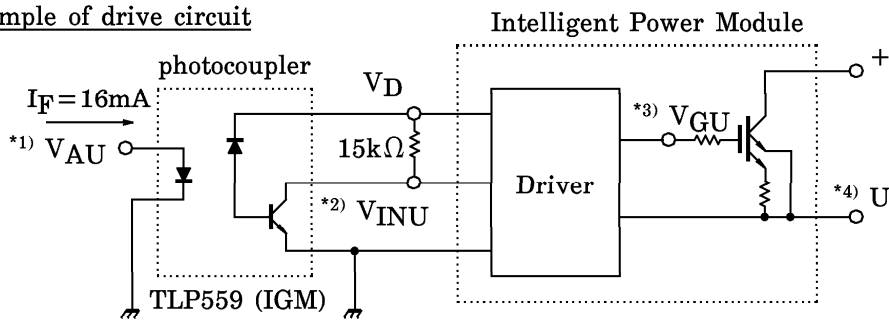 mple of drive circuit
Intelligent Power Module
photocoupler
+
V_D
I_F = 16mA
*3) V_GU
*1) V_AU
15kΩ
Driver
*4) U
*2) V_INU
TLP559 (IGM)